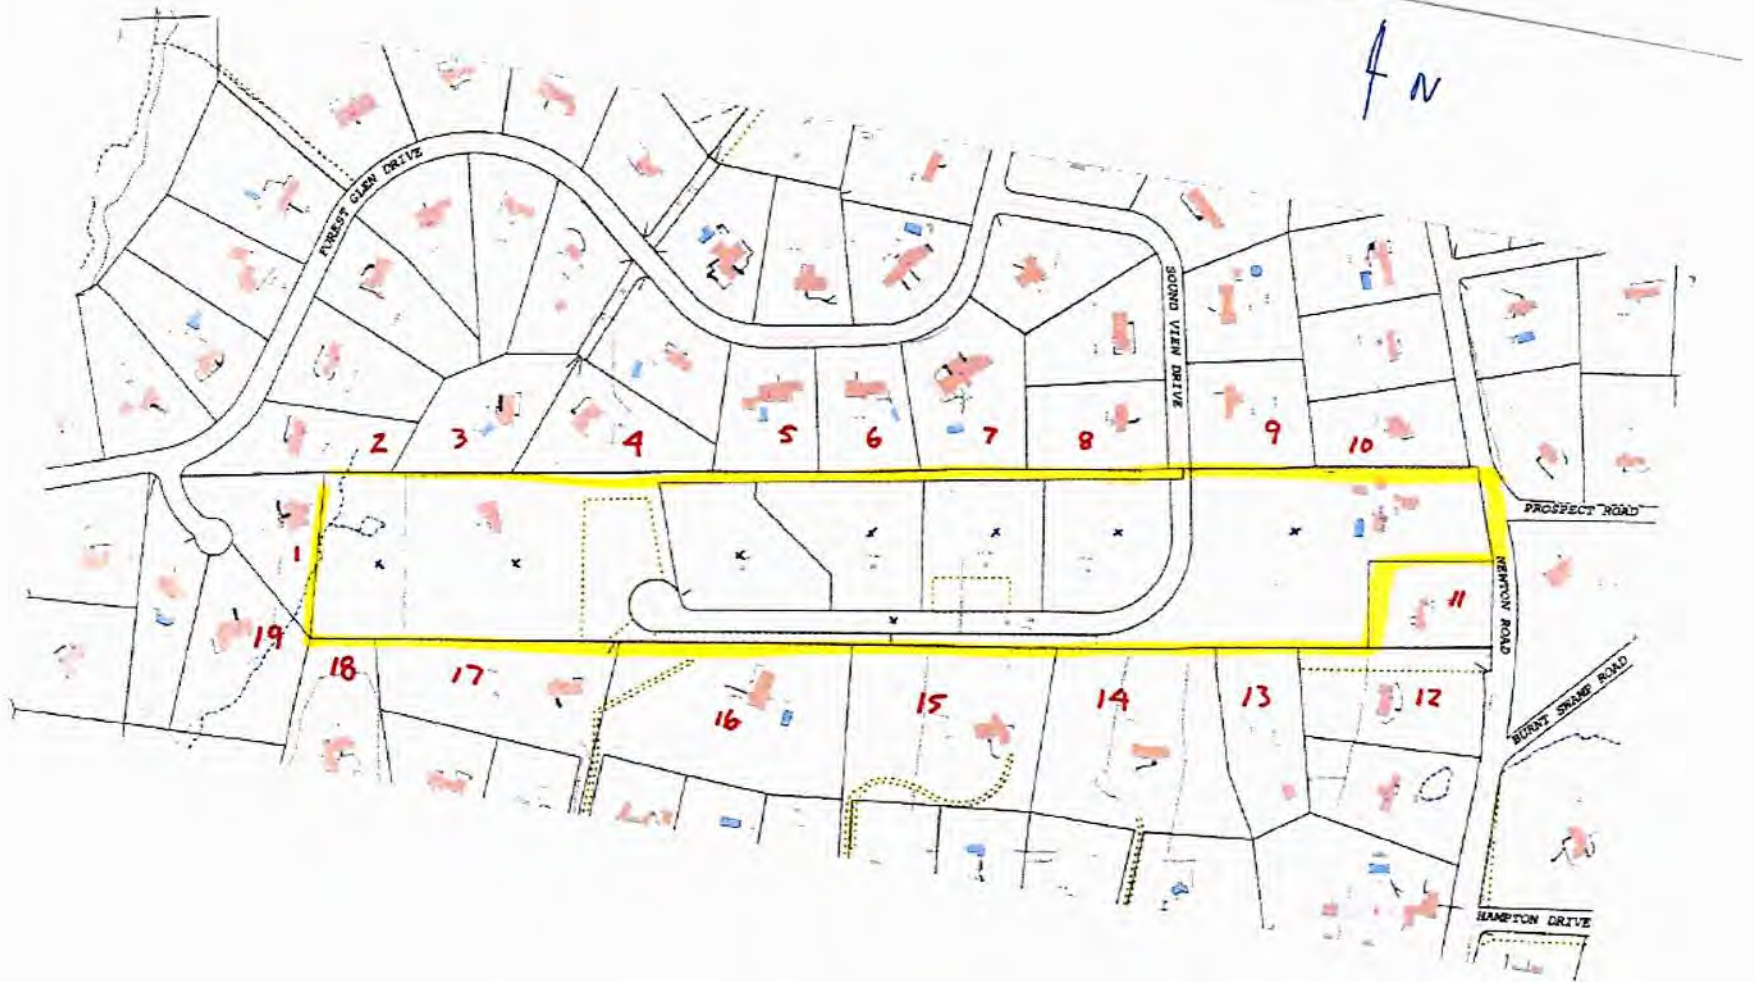 N
FOREST GLEN DRIVE
SOUND VIEW DRIVE
2
3
4
5
6
7
8
9
10
PROSPECT ROAD
1
x
x
x
x
x
x
x
x
NEWTON ROAD
11
19
18
17
16
15
14
13
12
BURNT SWAMP ROAD
HAMPTON DRIVE